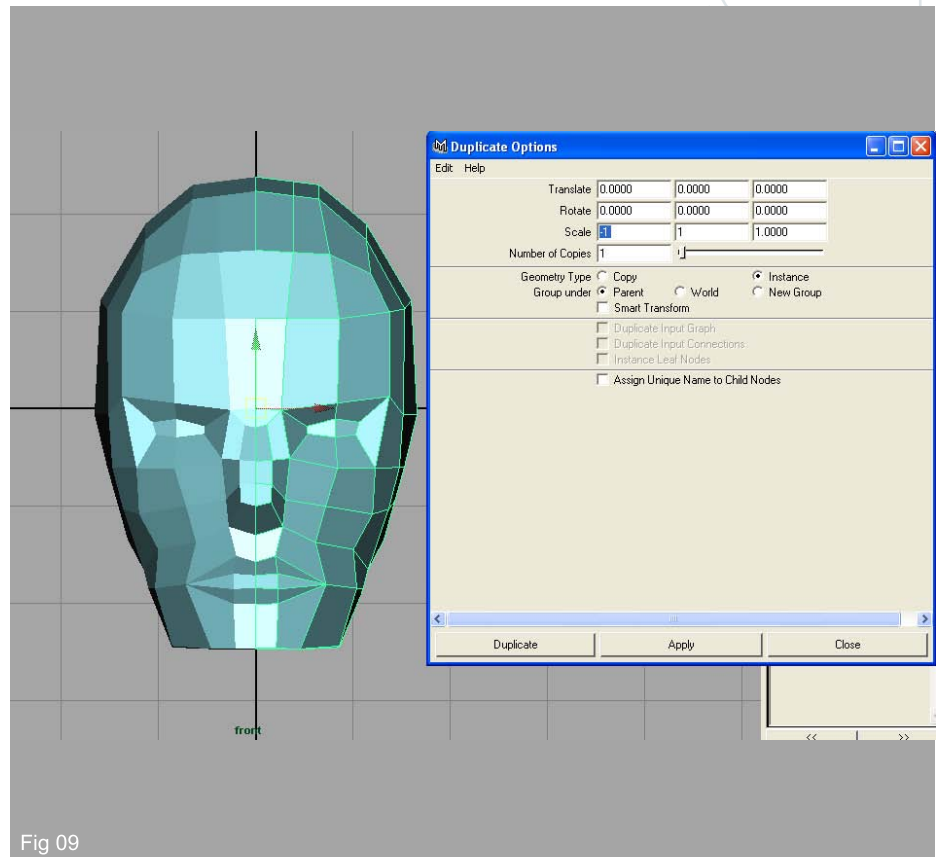 Duplicate Options
Edit Help
Translate 0.0000 0.0000 0.0000
Rotate 0.0000 0.0000 0.0000
Scale -1 1 1.0000
Number of Copies 1
Geometry Type Copy Instance
Group under Parent World New Group
Smart Transform
Duplicate Input Graph
Duplicate Input Connections
Instance Leaf Nodes
Assign Unique Name to Child Nodes
Duplicate Apply Close
front
<< >>
Fig 09